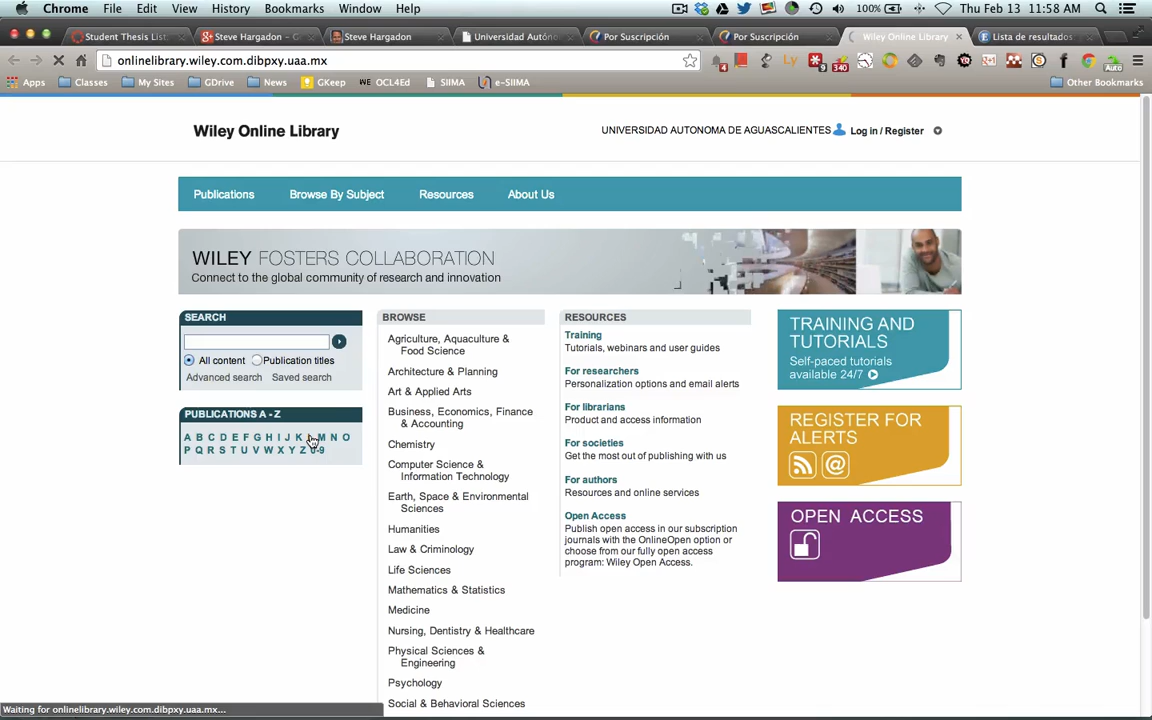 Chrome File Edit View History Bookmarks Window Help 100% Thu Feb 13 11:58 AM
Student Thesis List. Steve Hargadon – G Steve Hargadon Universidad Autónó Por Suscripción Por Suscripción Wiley Online Library Lista de resultados
onlinelibrary.wiley.com.dibpxy.uaa.mx
Apps Classes My Sites GDrive News GKeep WE OCL4Ed SIIMA e-SIIMA Other Bookmarks
Wiley Online Library
UNIVERSIDAD AUTONOMA DE AGUASCALIENTES Log in / Register
Publications Browse By Subject Resources About Us
WILEY FOSTERS COLLABORATION
Connect to the global community of research and innovation
SEARCH
All content Publication titles
Advanced search Saved search
PUBLICATIONS A - Z
A B C D E F G H I J K M N O
P Q R S T U V W X Y Z 0-9
BROWSE
Agriculture, Aquaculture &
Food Science
Architecture & Planning
Art & Applied Arts
Business, Economics, Finance
& Accounting
Chemistry
Computer Science &
Information Technology
Earth, Space & Environmental
Sciences
Humanities
Law & Criminology
Life Sciences
Mathematics & Statistics
Medicine
Nursing, Dentistry & Healthcare
Physical Sciences &
Engineering
Psychology
Social & Behavioral Sciences
RESOURCES
Training
Tutorials, webinars and user guides
For researchers
Personalization options and email alerts
For librarians
Product and access information
For societies
Get the most out of publishing with us
For authors
Resources and online services
Open Access
Publish open access in our subscription
journals with the OnlineOpen option or
choose from our fully open access
program: Wiley Open Access.
TRAINING AND
TUTORIALS
Self-paced tutorials
available 24/7
REGISTER FOR
ALERTS
OPEN ACCESS
Waiting for onlinelibrary.wiley.com.dibpxy.uaa.mx...